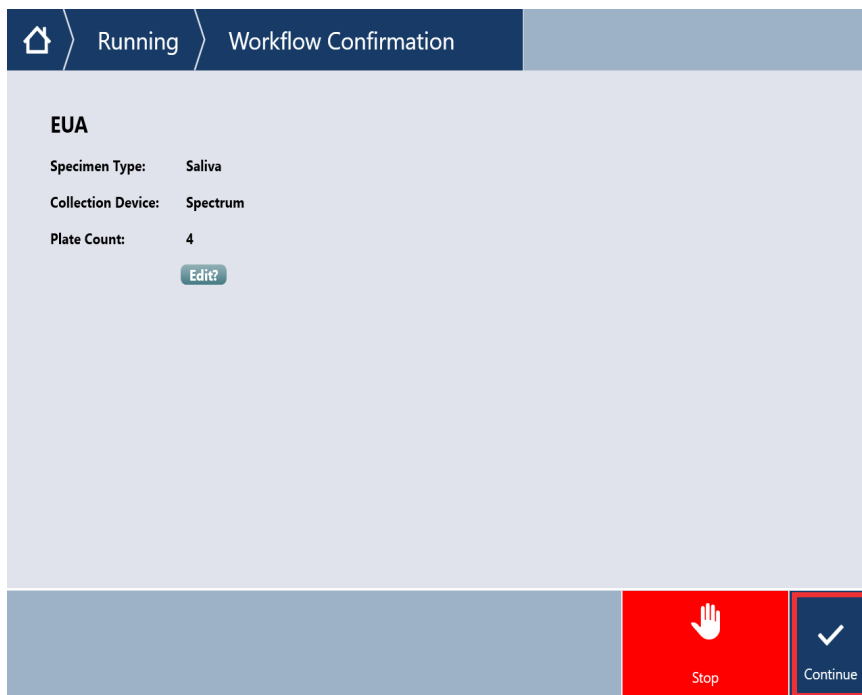 Running Workflow Confirmation
EUA
Specimen Type: Saliva
Collection Device: Spectrum
Plate Count: 4
Edit?
Stop Continue